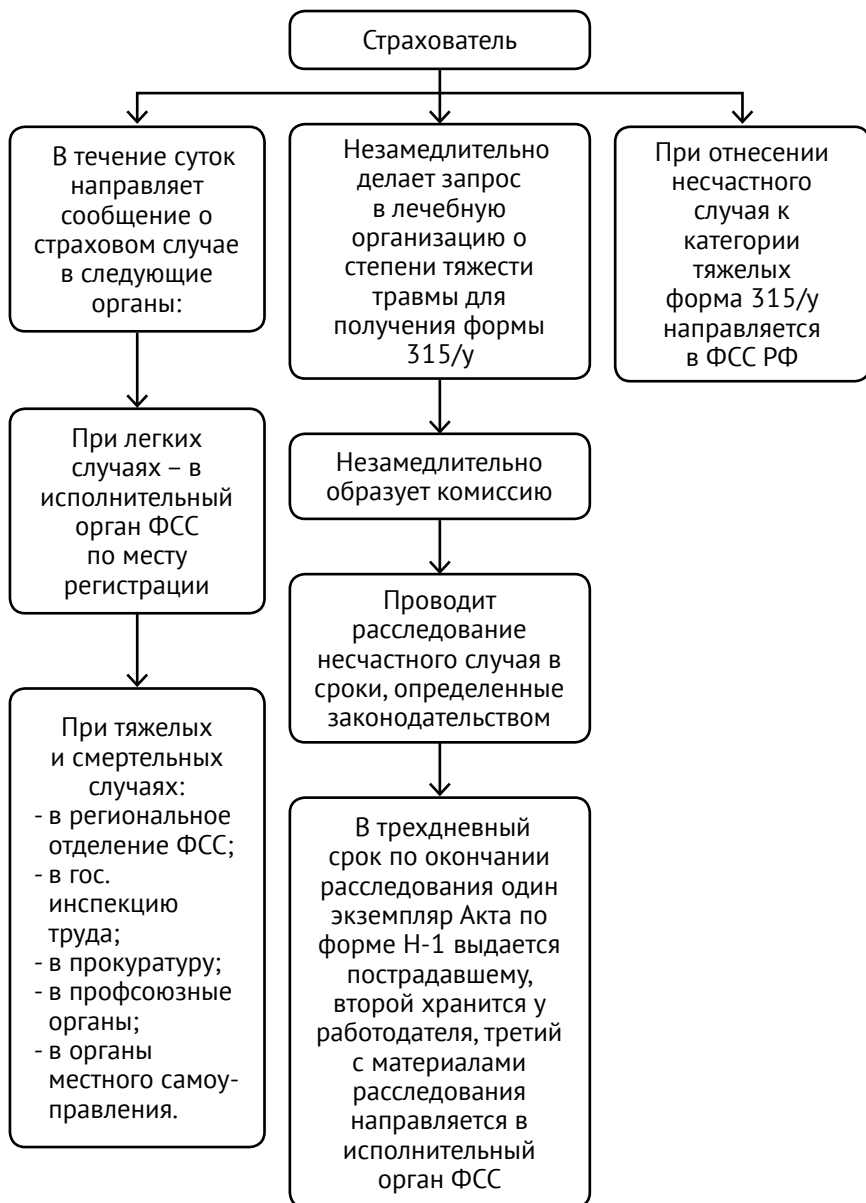 Страхователь
В течение суток
направляет
сообщение о
страховом случае
в следующие
органы:
При легких
случаях – в
исполнительный
орган ФСС
по месту
регистрации
При тяжелых
и смертельных
случаях:
- в региональное
отделение ФСС;
- в гос.
инспекцию
труда;
- в прокуратуру;
- в профсоюзные
органы;
- в органы
местного самоу-
правления.
Незамедлительно
делает запрос
в лечебную
организацию о
степени тяжести
травмы для
получения формы
315/у
Незамедлительно
образует комиссию
Проводит
расследование
несчастного случая в
сроки, определенные
законодательством
В трехдневный
срок по окончании
расследования один
экземпляр Акта по
форме Н-1 выдается
пострадавшему,
второй хранится у
работодателя, третий
с материалами
расследования
направляется в
исполнительный
орган ФСС
При отнесении
несчастного
случая к
категории
тяжелых
форма 315/у
направляется
в ФСС РФ